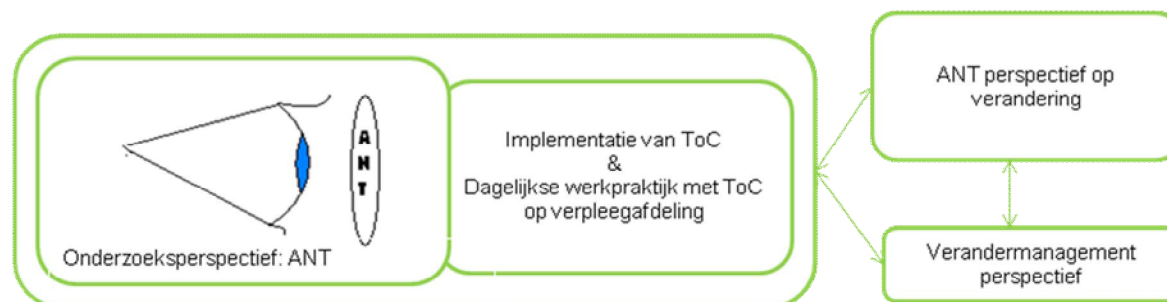 A
N
T
Onderzoeksperspectief: ANT
Implementatie van ToC
&
Dagelijkse werkpraktijk met ToC
op verpleegafdeling
ANT perspectief op
verandering
Verandermanagement
perspectief